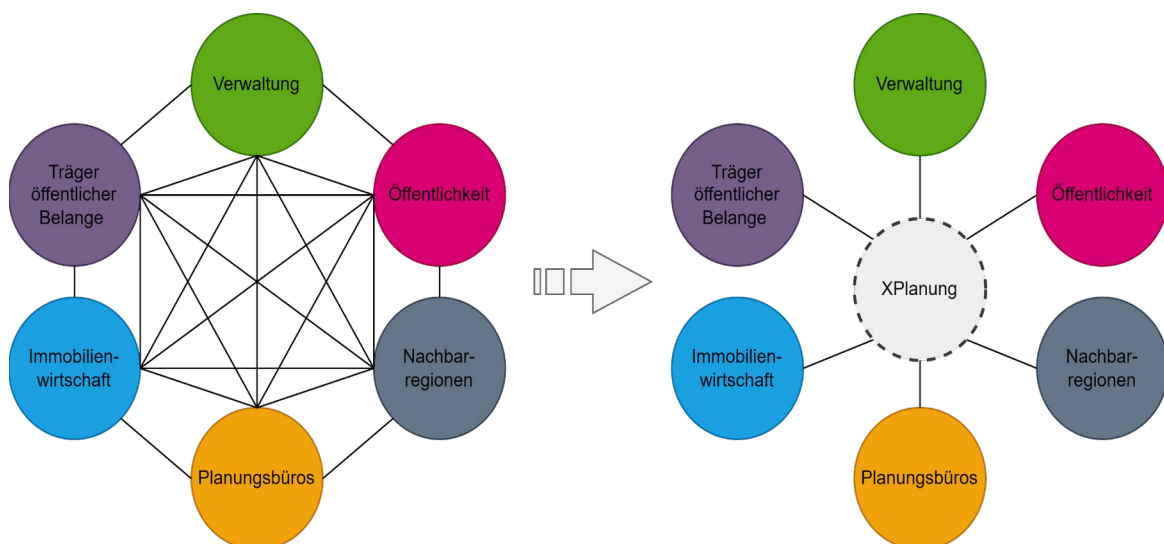 Verwaltung
Träger
öffentlicher
Belange
Öffentlichkeit
Immobilien-
wirtschaft
Nachbar-
regionen
Planungsbüros
Verwaltung
Träger
öffentlicher
Belange
Öffentlichkeit
XPlanung
Immobilien-
wirtschaft
Nachbar-
regionen
Planungsbüros